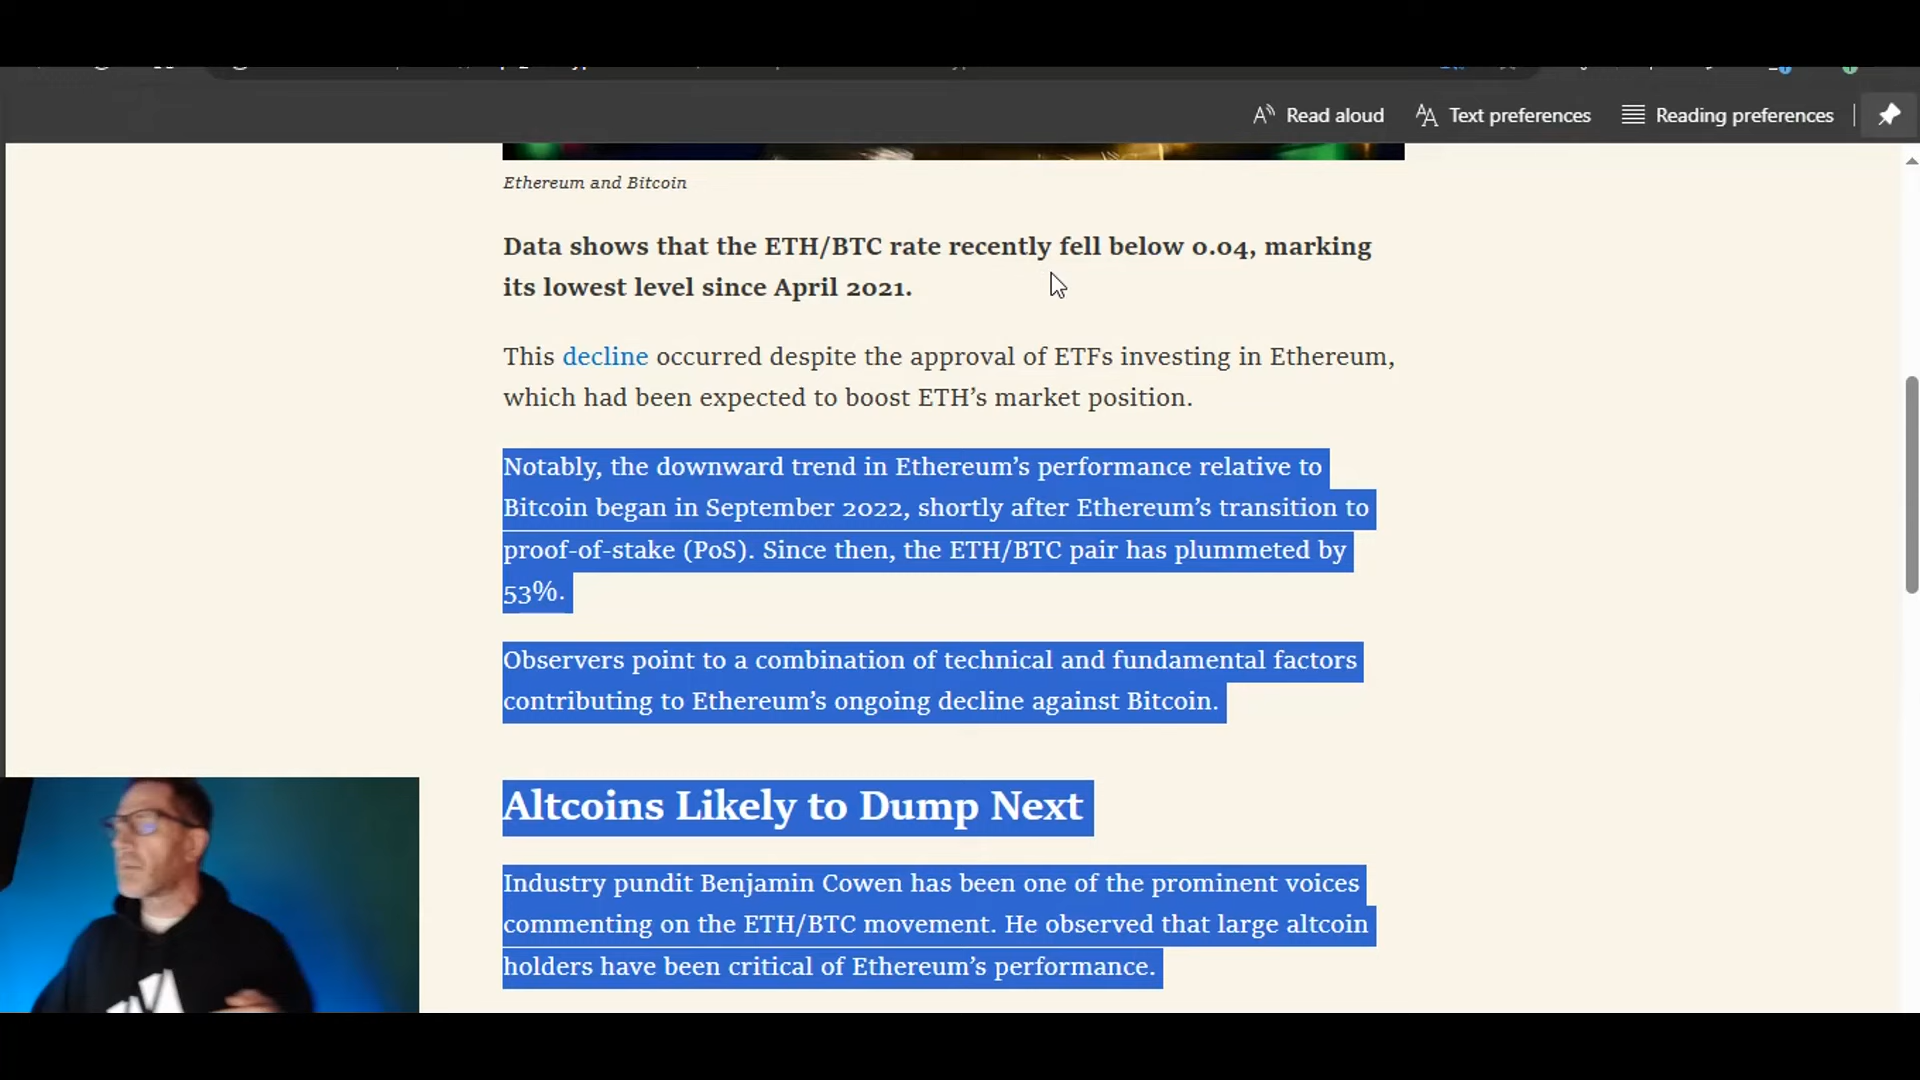 Read aloud
Text preferences
Reading preferences
Ethereum and Bitcoin
Data shows that the ETH/BTC rate recently fell below 0.04, marking
its lowest level since April 2021.
This decline occurred despite the approval of ETFs investing in Ethereum,
which had been expected to boost ETH’s market position.
Notably, the downward trend in Ethereum’s performance relative to
Bitcoin began in September 2022, shortly after Ethereum’s transition to
proof-of-stake (PoS). Since then, the ETH/BTC pair has plummeted by
53%.
Observers point to a combination of technical and fundamental factors
contributing to Ethereum’s ongoing decline against Bitcoin.
Altcoins Likely to Dump Next
Industry pundit Benjamin Cowen has been one of the prominent voices
commenting on the ETH/BTC movement. He observed that large altcoin
holders have been critical of Ethereum’s performance.